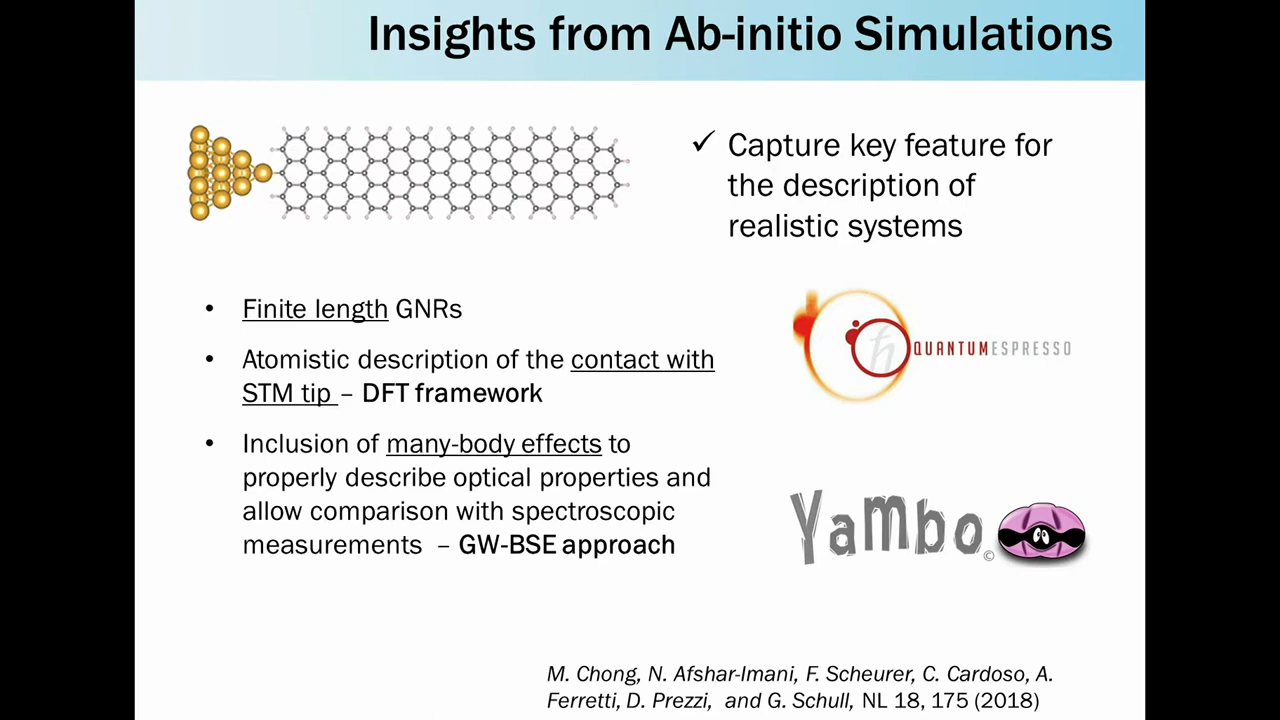 Insights from Ab-initio Simulations
✓ Capture key feature for
the description of
realistic systems
• Finite length GNRs
• Atomistic description of the contact with
STM tip – DFT framework
• Inclusion of many-body effects to
properly describe optical properties and
allow comparison with spectroscopic
measurements – GW-BSE approach
ħ
QUANTUMESPRESSO
Yambo©
M. Chong, N. Afshar-Imani, F. Scheurer, C. Cardoso, A.
Ferretti, D. Prezzi, and G. Schull, NL 18, 175 (2018)